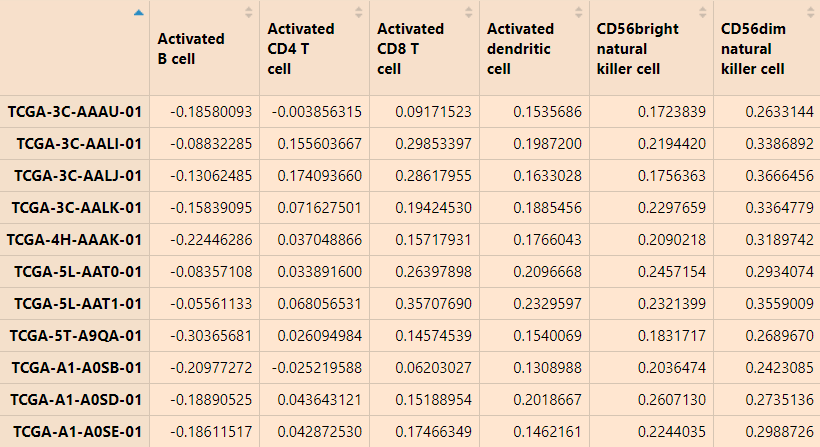 Activated B cell Activated CD4 T cell Activated CD8 T cell Activated dendritic cell CD56bright natural killer cell CD56dim natural killer cell
TCGA-3C-AAAU-01 -0.18580093 -0.003856315 0.09171523 0.1535686 0.1723839 0.2633144
TCGA-3C-AALI-01 -0.08832285 0.155603667 0.29853397 0.1987200 0.2194420 0.3386892
TCGA-3C-AALJ-01 -0.13062485 0.174093660 0.28617955 0.1633028 0.1756363 0.3666456
TCGA-3C-AALK-01 -0.15839095 0.071627501 0.19424530 0.1885456 0.2297659 0.3364779
TCGA-4H-AAAK-01 -0.22446286 0.037048866 0.15717931 0.1766043 0.2090218 0.3189742
TCGA-5L-AAT0-01 -0.08357108 0.033891600 0.26397898 0.2096668 0.2457154 0.2934074
TCGA-5L-AAT1-01 -0.05561133 0.068056531 0.35707690 0.2329597 0.2321399 0.3559009
TCGA-5T-A9QA-01 -0.30365681 0.026094984 0.14574539 0.1540069 0.1831717 0.2689670
TCGA-A1-A0SB-01 -0.20977272 -0.025219588 0.06203027 0.1308988 0.2036474 0.2423085
TCGA-A1-A0SD-01 -0.18890525 0.043643121 0.15188954 0.2018667 0.2607130 0.2735136
TCGA-A1-A0SE-01 -0.18611517 0.042872530 0.17466349 0.1462161 0.2244035 0.2988726